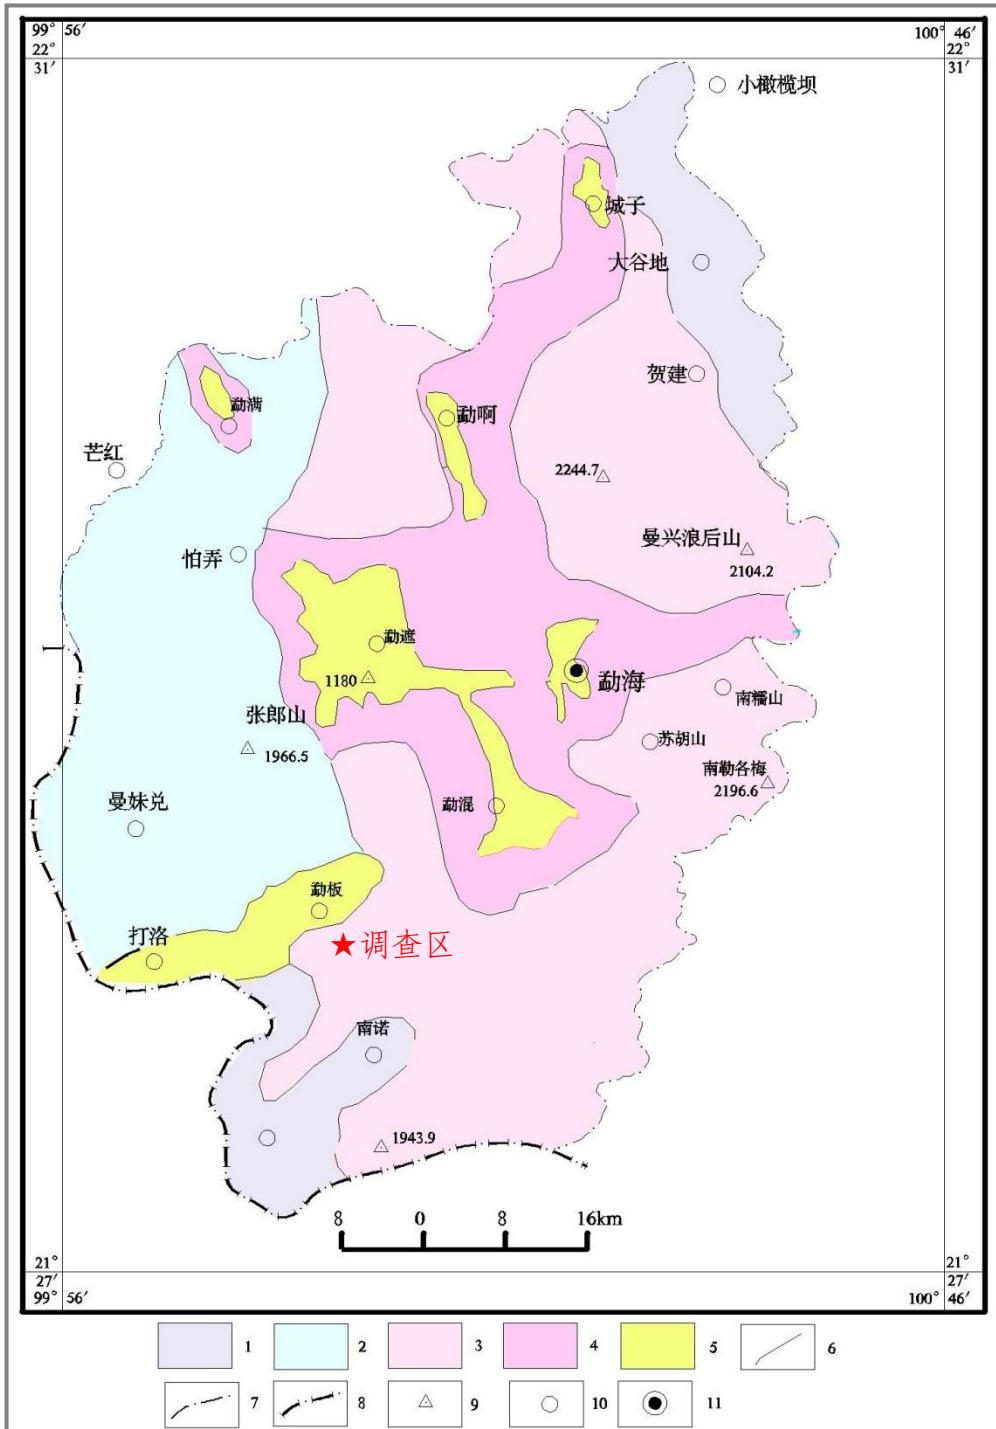 99° 56′
22°
31′
100° 46′
22°
31′
小橄榄坝
城子
大谷地
贺建
勐满
勐啊
芒红
2244.7
曼兴浪后山
2104.2
怕弄
勐遮
1180
勐海
南糯山
张郎山
1966.5
苏胡山
南勒各梅
2196.6
曼妹兑
勐混
勐板
打洛
★调查区
南诺
1943.9
8 0 8 16km
21°
27′
99° 56′
21°
27′
100° 46′
1 2 3 4 5 6
7 8 9 10 11